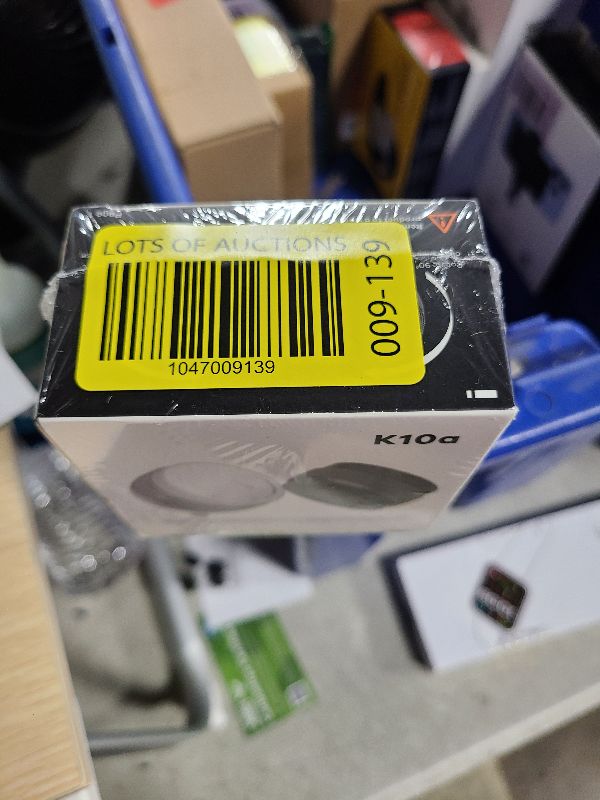 LOTS OF AUCTIONS
009-139
1047009139
K10a